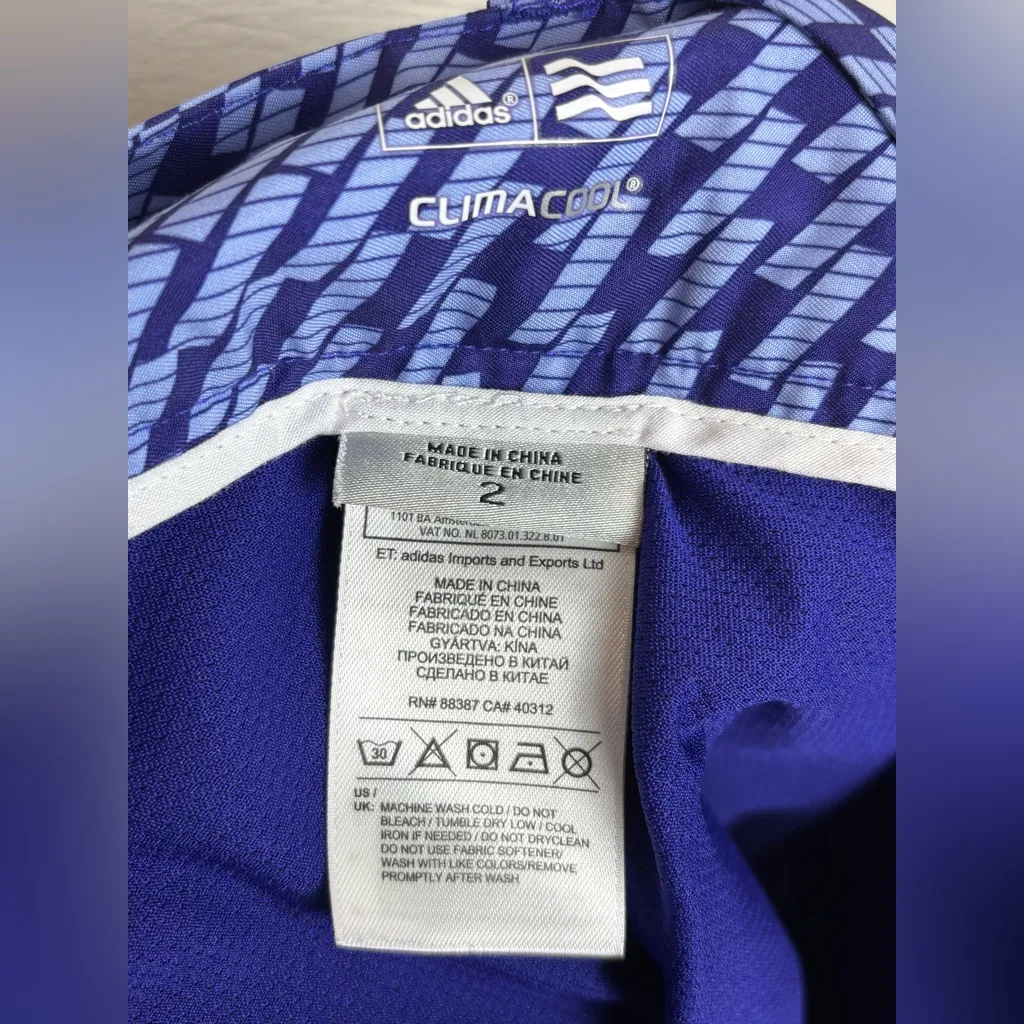 adidas®
CLIMACOOL®
MADE IN CHINA
FABRIQUE EN CHINE
2
1101 BA
VAT NO. NL 8073.01.322.B.01
ET: adidas Imports and Exports Ltd
MADE IN CHINA
FABRIQUÉ EN CHINE
FABRICADO EN CHINA
FABRICADO NA CHINA
GYÁRTVA: KÍNA
ПРОИЗВЕДЕНО В КИТАЙ
СДЕЛАНО В КИТАЕ
RN# 88387 CA# 40312
30
US /
UK: MACHINE WASH COLD / DO NOT
BLEACH / TUMBLE DRY LOW / COOL
IRON IF NEEDED / DO NOT DRYCLEAN
DO NOT USE FABRIC SOFTENER/
WASH WITH LIKE COLORS/REMOVE
PROMPTLY AFTER WASH